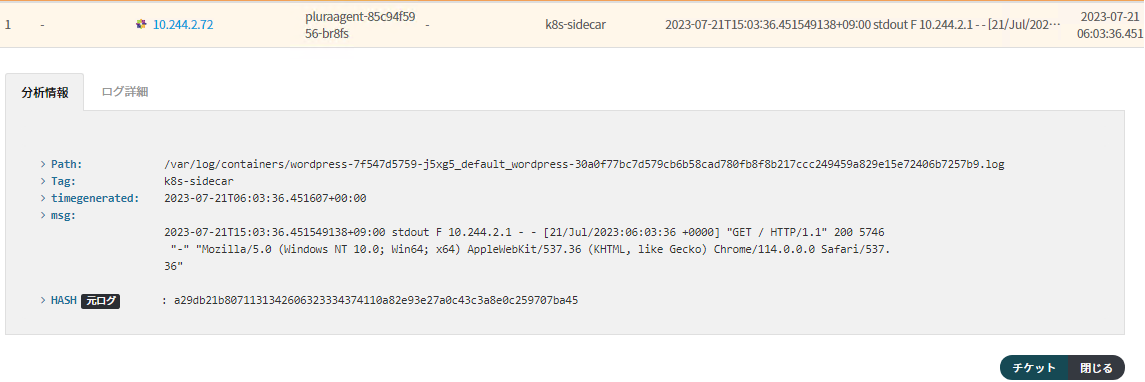 1 - 10.244.2.72 pluraagent-85c94f59 - k8s-sidecar 2023-07-21T15:03:36.451549138+09:00 stdout F 10.244.2.1 - - [21/Jul/202… 2023-07-21
56-br8fs 06:03:36.451
分析情報 ログ詳細
Path: /var/log/containers/wordpress-7f547d5759-j5xg5_default_wordpress-30a0f77bc7d579cb6b58cad780fb8f8b217ccc249459a829e15e72406b7257b9.log
Tag: k8s-sidecar
timegenerated: 2023-07-21T06:03:36.451607+00:00
msg:
2023-07-21T15:03:36.451549138+09:00 stdout F 10.244.2.1 - - [21/Jul/2023:06:03:36 +0000] "GET / HTTP/1.1" 200 5746
"-" "Mozilla/5.0 (Windows NT 10.0; Win64; x64) AppleWebKit/537.36 (KHTML, like Gecko) Chrome/114.0.0.0 Safari/537.
36"
HASH 元ログ : a29db21b80711313426063233343741​10a82e93e27a0c43c3a8e0c259707ba45
チケット 閉じる